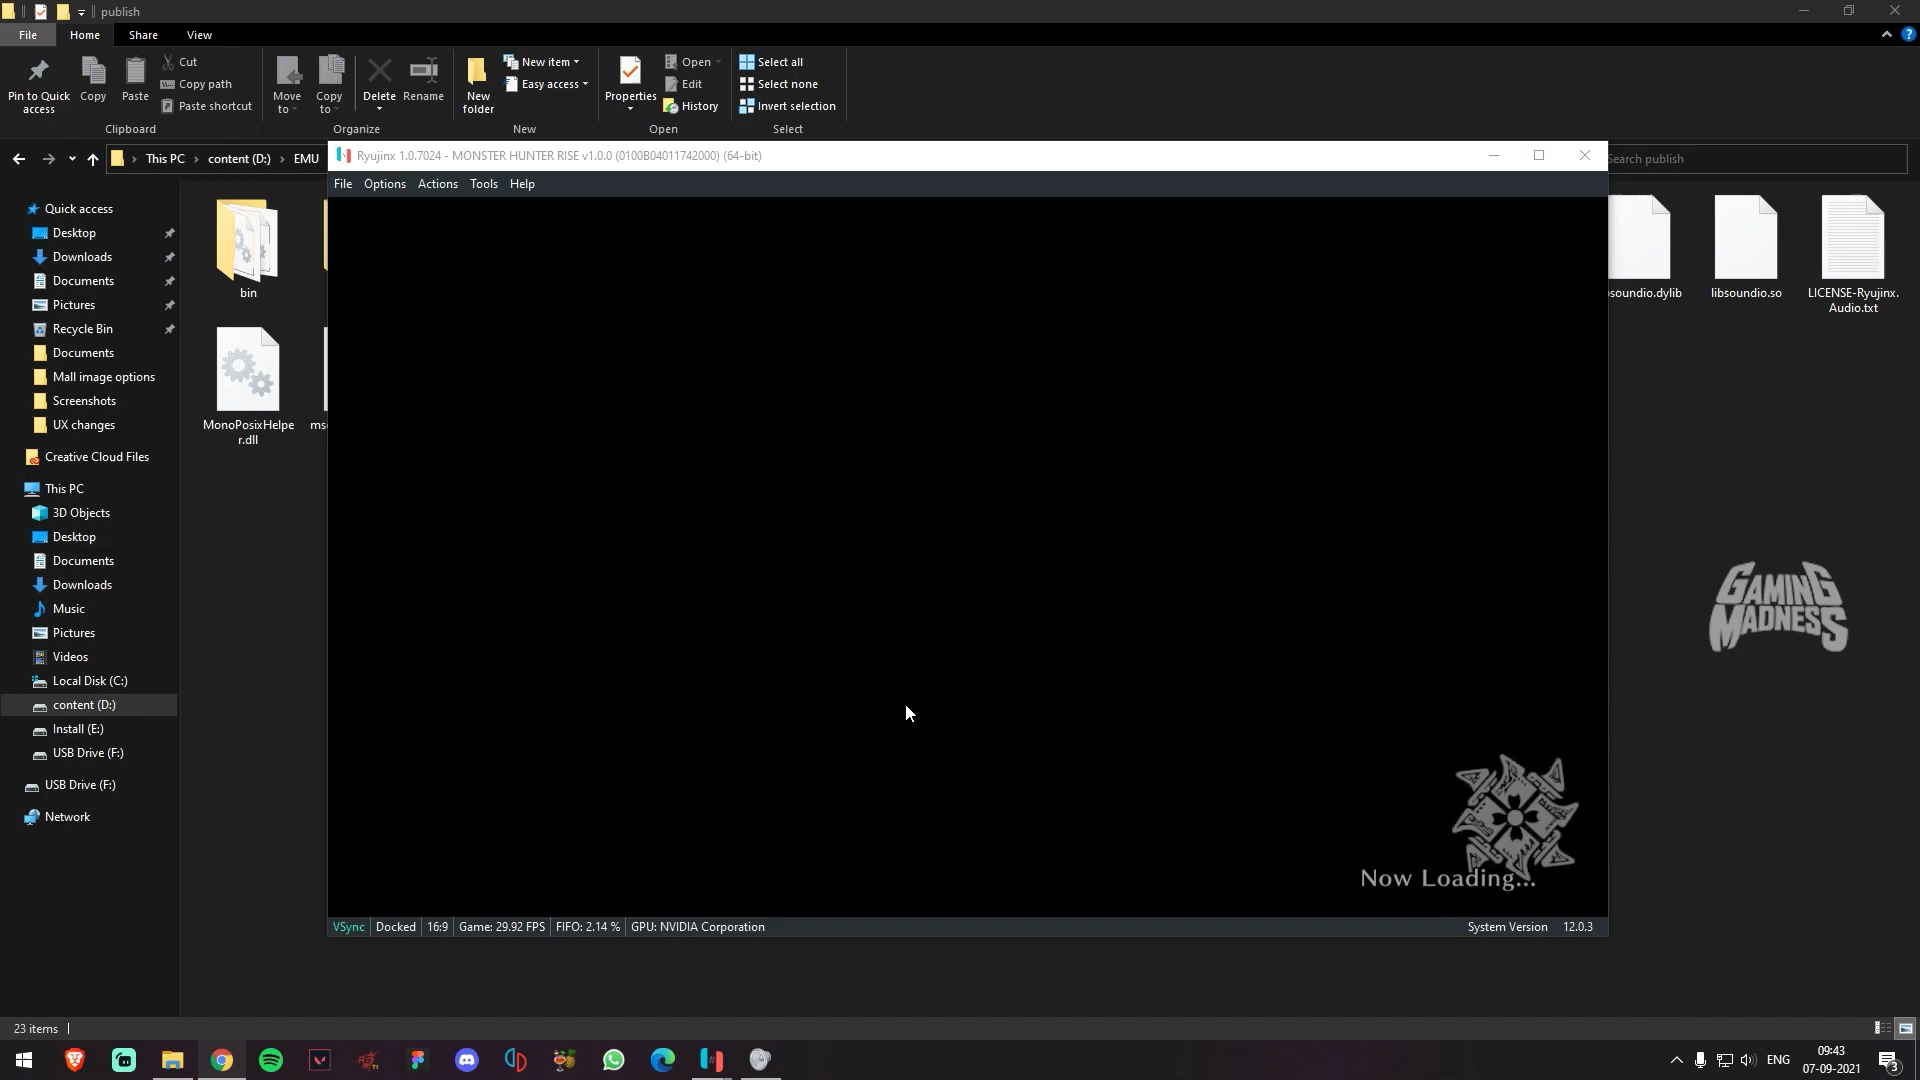 publish
File
Home
Share
View
Pin to Quick
access
Copy
Paste
Cut
Copy path
Paste shortcut
Clipboard
Move
to
Copy
to
Delete
Rename
Organize
New
folder
New item
Easy access
New
Properties
Open
Edit
History
Open
Select all
Select none
Invert selection
Select
This PC
content (D:)
EMU
Search publish
Ryujinx 1.0.7024 - MONSTER HUNTER RISE v1.0.0 (0100B04011742000) (64-bit)
File Options Actions Tools Help
Quick access
Desktop
Downloads
Documents
Pictures
Recycle Bin
Documents
Mall image options
Screenshots
UX changes
Creative Cloud Files
This PC
3D Objects
Desktop
Documents
Downloads
Music
Pictures
Videos
Local Disk (C:)
content (D:)
Install (E:)
USB Drive (F:)
USB Drive (F:)
Network
bin
MonoPosixHelpe
r.dll
soundio.dylib
libsoundio.so
LICENSE-Ryujinx.
Audio.txt
GAMING
MADNESS
Now Loading...
VSync Docked 16:9 Game: 29.92 FPS FIFO: 2.14 % GPU: NVIDIA Corporation
System Version 12.0.3
23 items
ENG
09:43
07-09-2021
3